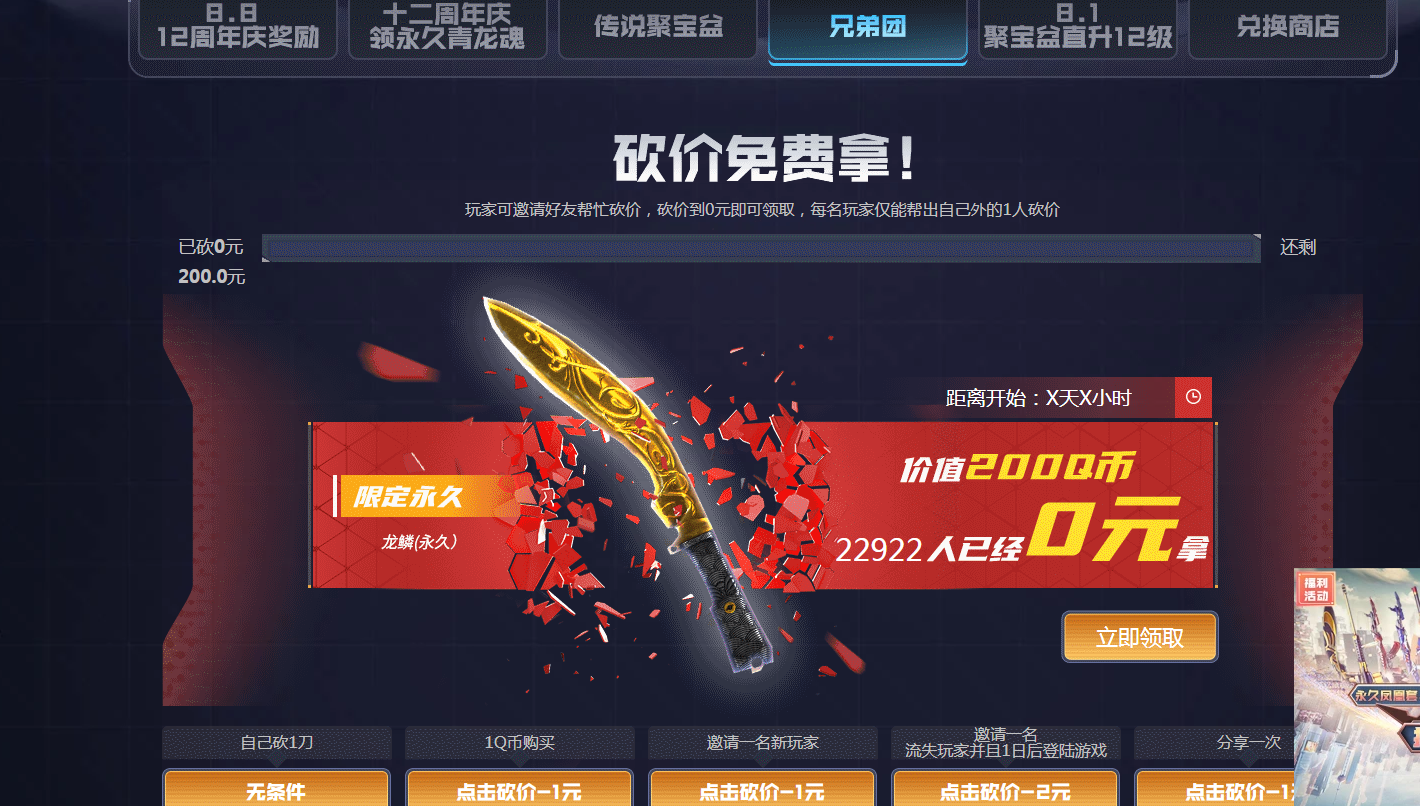 8.8
12周年庆奖励
十二周年庆
领永久青龙魂
传说聚宝盆
兄弟团
8.1
聚宝盆直升12级
兑换商店
砍价免费拿!
玩家可邀请好友帮忙砍价，砍价到0元即可领取，每名玩家仅能帮出自己外的1人砍价
已砍0元
还剩
200.0元
距离开始：X天X小时
价值200Q币
限定永久
龙鳞(永久）
22922人已经0元拿
福利
活动
立即领取
永久凤凰套
自己砍1刀
1Q币购买
邀请一名新玩家
邀请一名
流失玩家并且1日后登陆游戏
分享一次
无条件
点击砍价-1元
点击砍价-1元
点击砍价-2元
点击砍价-1